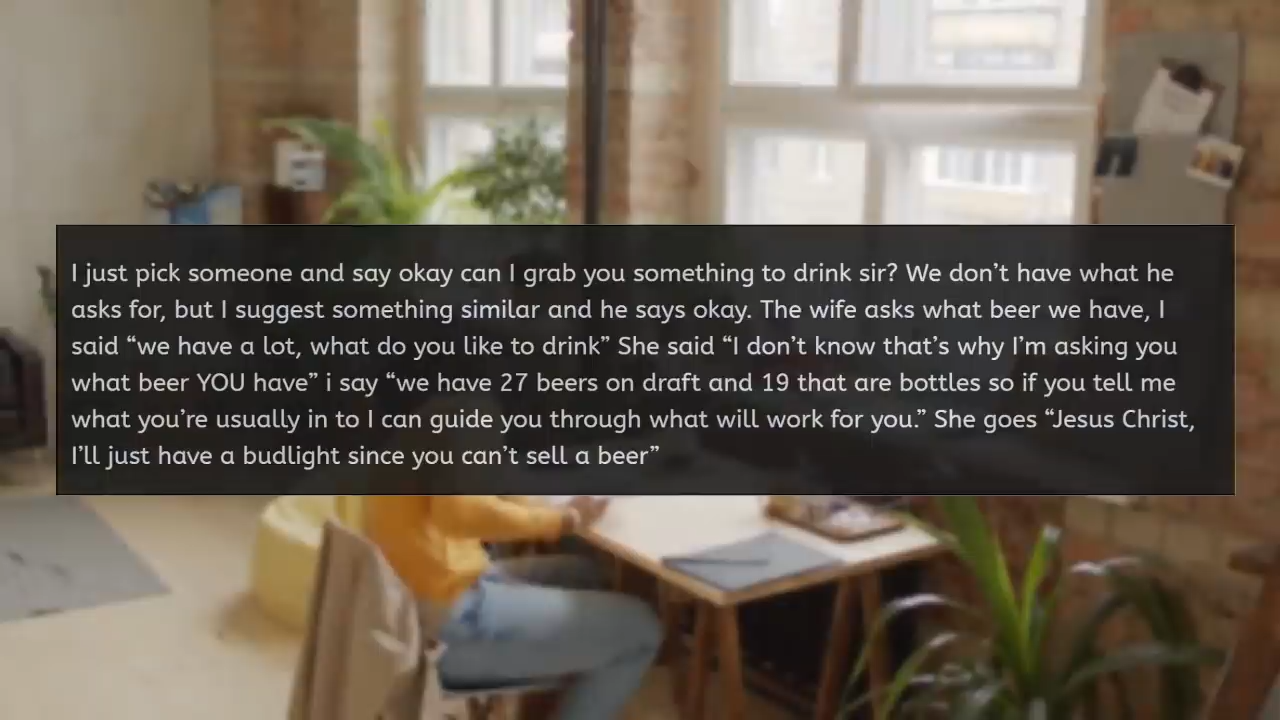 I just pick someone and say okay can I grab you something to drink sir? We don’t have what he
asks for, but I suggest something similar and he says okay. The wife asks what beer we have, I
said “we have a lot, what do you like to drink” She said “I don’t know that’s why I’m asking you
what beer YOU have” i say “we have 27 beers on draft and 19 that are bottles so if you tell me
what you’re usually in to I can guide you through what will work for you.” She goes “Jesus Christ,
I’ll just have a budlight since you can’t sell a beer”